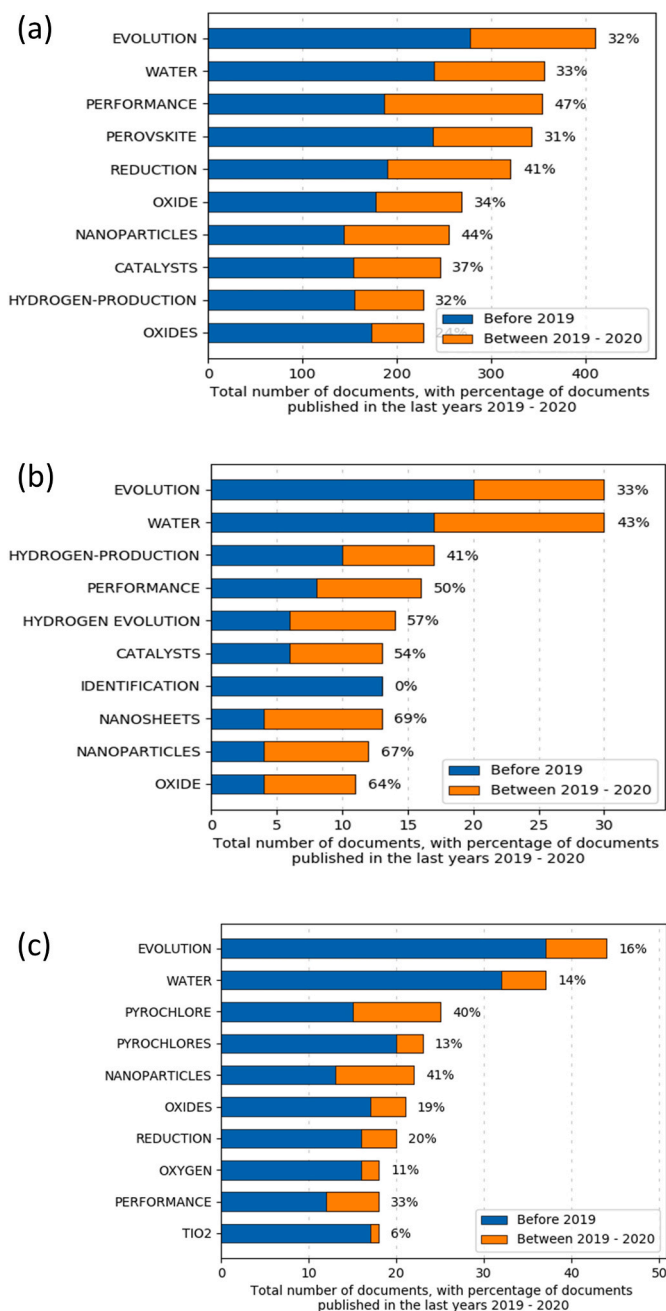 (a)
EVOLUTION 32%
WATER 33%
PERFORMANCE 47%
PEROVSKITE 31%
REDUCTION 41%
OXIDE 34%
NANOPARTICLES 44%
CATALYSTS 37%
HYDROGEN-PRODUCTION 32%
OXIDES 24%
Before 2019
Between 2019 - 2020
0 100 200 300 400
Total number of documents, with percentage of documents
published in the last years 2019 - 2020
(b)
EVOLUTION 33%
WATER 43%
HYDROGEN-PRODUCTION 41%
PERFORMANCE 50%
HYDROGEN EVOLUTION 57%
CATALYSTS 54%
IDENTIFICATION 0%
NANOSHEETS 69%
NANOPARTICLES 67%
OXIDE 64%
Before 2019
Between 2019 - 2020
0 5 10 15 20 25 30
Total number of documents, with percentage of documents
published in the last years 2019 - 2020
(c)
EVOLUTION 16%
WATER 14%
PYROCHLORE 40%
PYROCHLORES 13%
NANOPARTICLES 41%
OXIDES 19%
REDUCTION 20%
OXYGEN 11%
PERFORMANCE 33%
TIO2 6%
Before 2019
Between 2019 - 2020
0 10 20 30 40 50
Total number of documents, with percentage of documents
published in the last years 2019 - 2020